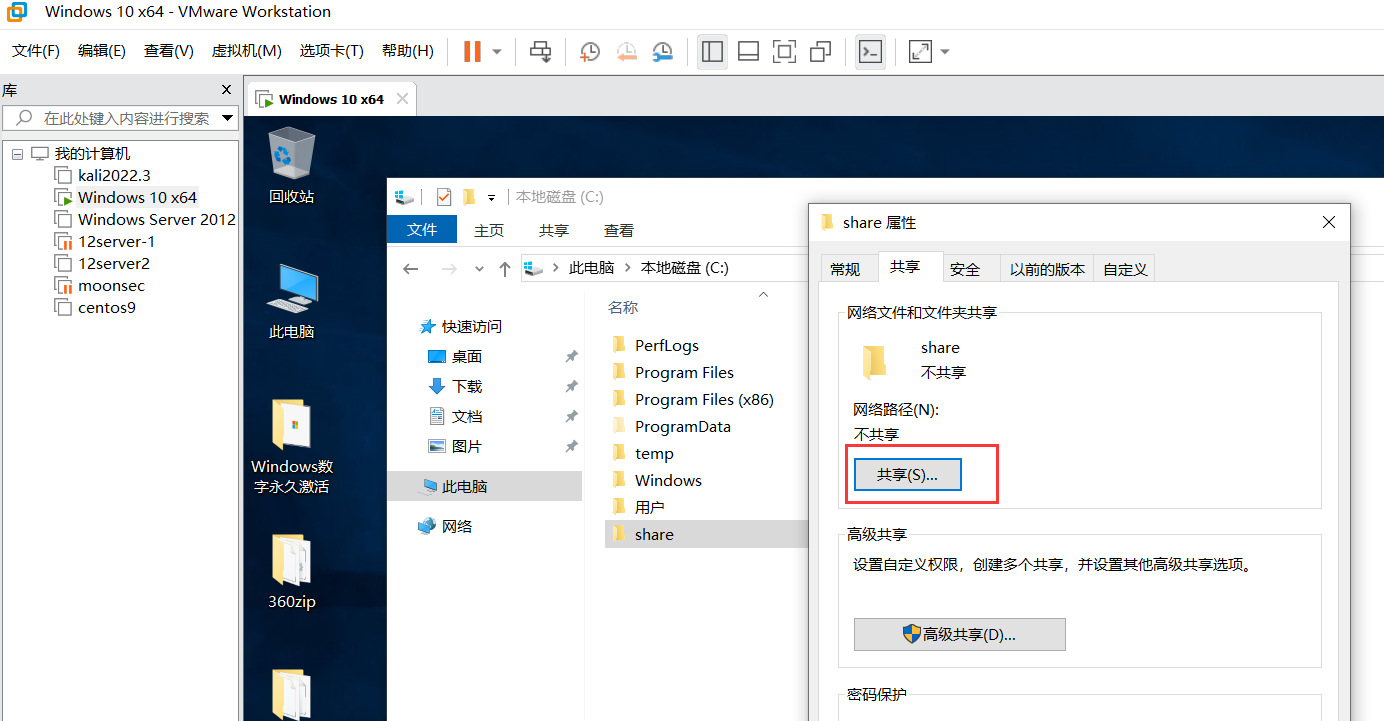 Windows 10 x64 - VMware Workstation
文件(F) 编辑(E) 查看(V) 虚拟机(M) 选项卡(T) 帮助(H)
库
在此处键入内容进行搜索
我的计算机
kali2022.3
Windows 10 x64
Windows Server 2012
12server-1
12server2
moonsec
centos9
Windows 10 x64
回收站
此电脑
Windows数
字永久激活
360zip
本地磁盘 (C:)
文件 主页 共享 查看
此电脑 本地磁盘 (C:)
快速访问
桌面
下载
文档
图片
此电脑
网络
名称
PerfLogs
Program Files
Program Files (x86)
ProgramData
temp
Windows
用户
share
share 属性
常规 共享 安全 以前的版本 自定义
网络文件和文件夹共享
share
不共享
网络路径(N):
不共享
共享(S)...
高级共享
设置自定义权限，创建多个共享，并设置其他高级共享选项。
高级共享(D)...
密码保护